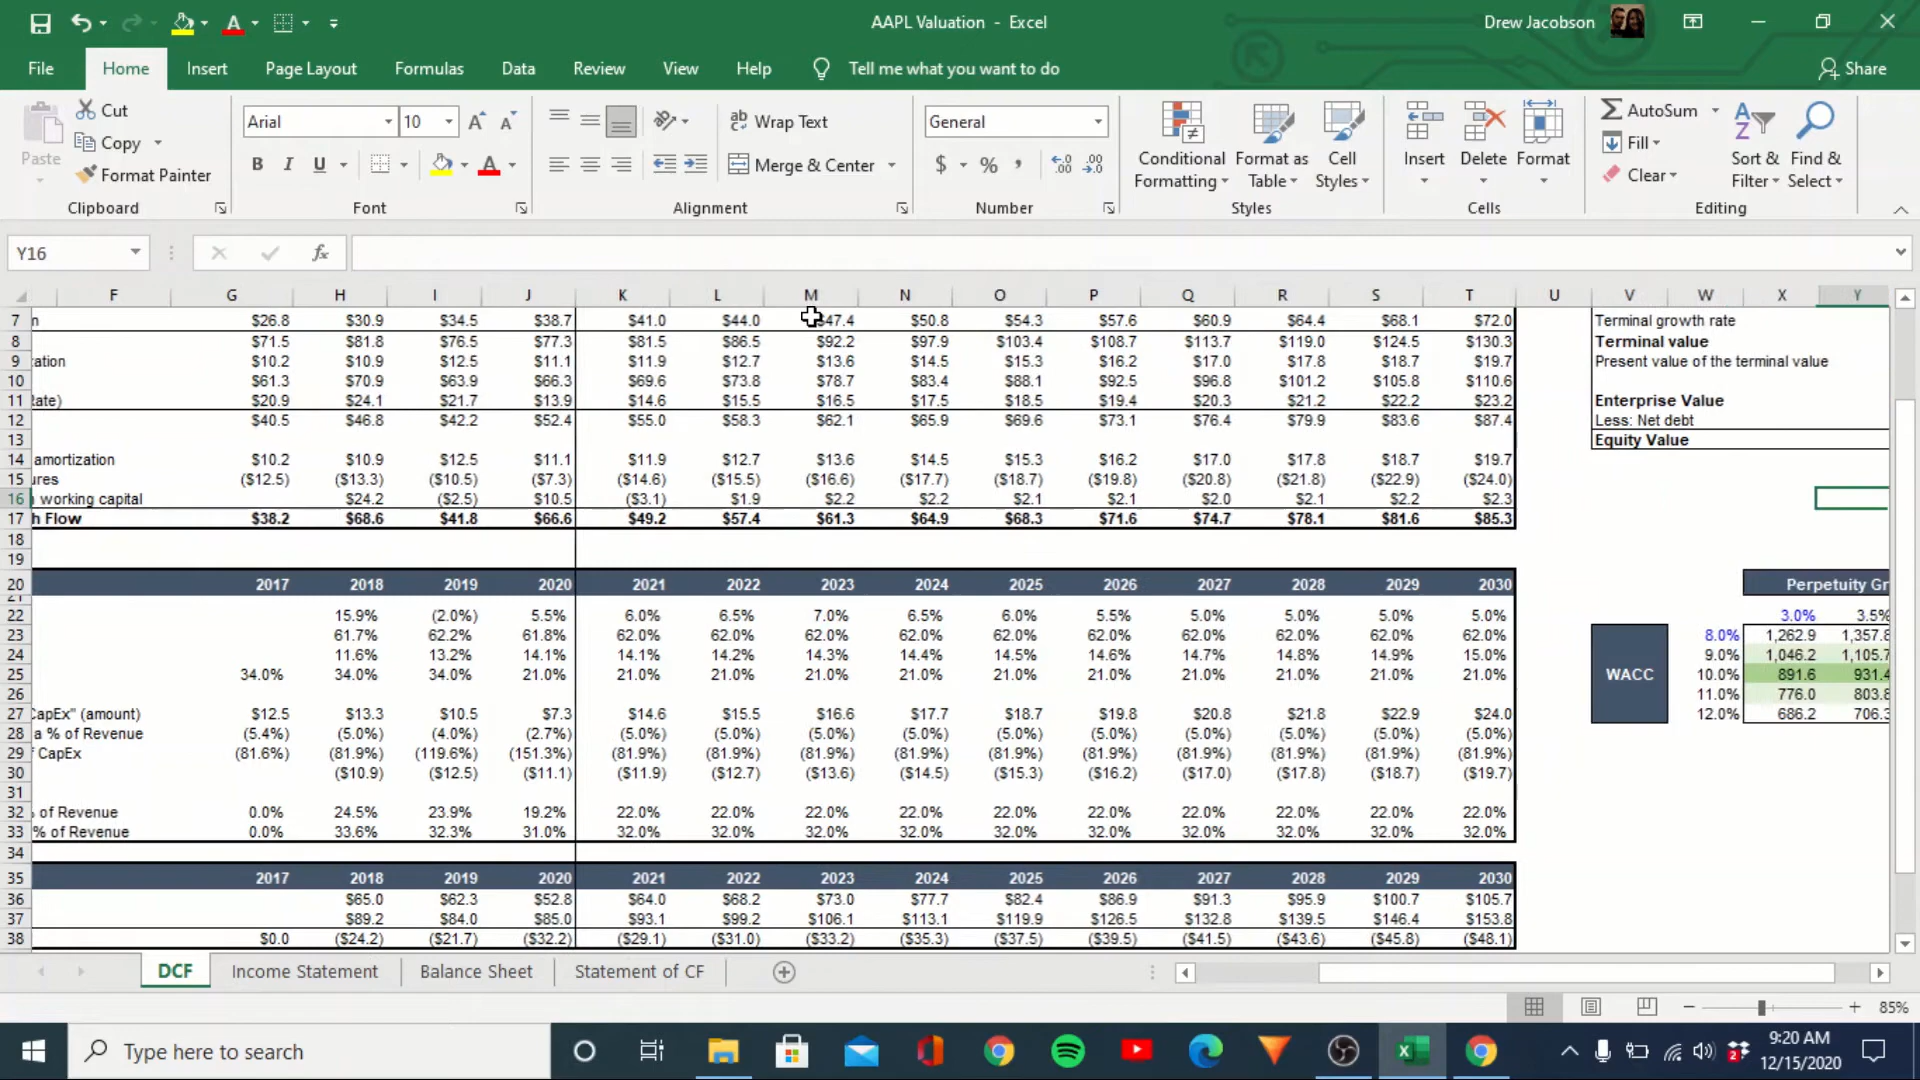 AAPL Valuation - Excel
Drew Jacobson
File Home Insert Page Layout Formulas Data Review View Help Tell me what you want to do Share
Paste Cut Copy Format Painter Clipboard
Arial 10 B I U Font
Wrap Text Merge & Center Alignment
General $ % , Number
Conditional Formatting Format as Table Cell Styles Styles
Insert Delete Format Cells
AutoSum Fill Clear Sort & Filter Find & Select Editing
Y16 fx
F G H I J K L M N O P Q R S T U V W X Y
7 n $26.8 $30.9 $34.5 $38.7 $41.0 $44.0 $47.4 $50.8 $54.3 $57.6 $60.9 $64.4 $68.1 $72.0 Terminal growth rate
8 $71.5 $81.8 $76.5 $77.3 $81.5 $86.5 $92.2 $97.9 $103.4 $108.7 $113.7 $119.0 $124.5 $130.3 Terminal value
9 ation $10.2 $10.9 $12.5 $11.1 $11.9 $12.7 $13.6 $14.5 $15.3 $16.2 $17.0 $17.8 $18.7 $19.7 Present value of the terminal value
10 $61.3 $70.9 $63.9 $66.3 $69.6 $73.8 $78.7 $83.4 $88.1 $92.5 $96.8 $101.2 $105.8 $110.6
11 Rate) $20.9 $24.1 $21.7 $13.9 $14.6 $15.5 $16.5 $17.5 $18.5 $19.4 $20.3 $21.2 $22.2 $23.2 Enterprise Value
12 $40.5 $46.8 $42.2 $52.4 $55.0 $58.3 $62.1 $65.9 $69.6 $73.1 $76.4 $79.9 $83.6 $87.4 Less: Net debt
13 Equity Value
14 amortization $10.2 $10.9 $12.5 $11.1 $11.9 $12.7 $13.6 $14.5 $15.3 $16.2 $17.0 $17.8 $18.7 $19.7
15 ures ($12.5) ($13.3) ($10.5) ($7.3) ($14.6) ($15.5) ($16.6) ($17.7) ($18.7) ($19.8) ($20.8) ($21.8) ($22.9) ($24.0)
16 working capital $24.2 ($2.5) $10.5 ($3.1) $1.9 $2.2 $2.2 $2.1 $2.1 $2.0 $2.1 $2.2 $2.3
17 h Flow $38.2 $68.6 $41.8 $66.6 $49.2 $57.4 $61.3 $64.9 $68.3 $71.6 $74.7 $78.1 $81.6 $85.3
18
19
20 2017 2018 2019 2020 2021 2022 2023 2024 2025 2026 2027 2028 2029 2030 Perpetuity Gr
21
22 15.9% (2.0%) 5.5% 6.0% 6.5% 7.0% 6.5% 6.0% 5.5% 5.0% 5.0% 5.0% 5.0% 3.0% 3.5%
23 61.7% 62.2% 61.8% 62.0% 62.0% 62.0% 62.0% 62.0% 62.0% 62.0% 62.0% 62.0% 62.0% 8.0% 1,262.9 1,357.8
24 11.6% 13.2% 14.1% 14.1% 14.2% 14.3% 14.4% 14.5% 14.6% 14.7% 14.8% 14.9% 15.0% 9.0% 1,046.2 1,105.7
25 34.0% 34.0% 34.0% 21.0% 21.0% 21.0% 21.0% 21.0% 21.0% 21.0% 21.0% 21.0% 21.0% 21.0% WACC 10.0% 891.6 931.4
26 11.0% 776.0 803.8
27 CapEx" (amount) $12.5 $13.3 $10.5 $7.3 $14.6 $15.5 $16.6 $17.7 $18.7 $19.8 $20.8 $21.8 $22.9 $24.0 12.0% 686.2 706.3
28 a % of Revenue (5.4%) (5.0%) (4.0%) (2.7%) (5.0%) (5.0%) (5.0%) (5.0%) (5.0%) (5.0%) (5.0%) (5.0%) (5.0%) (5.0%)
29 CapEx (81.6%) (81.9%) (119.6%) (151.3%) (81.9%) (81.9%) (81.9%) (81.9%) (81.9%) (81.9%) (81.9%) (81.9%) (81.9%) (81.9%)
30 ($10.9) ($12.5) ($11.1) ($11.9) ($12.7) ($13.6) ($14.5) ($15.3) ($16.2) ($17.0) ($17.8) ($18.7) ($19.7)
31
32 of Revenue 0.0% 24.5% 23.9% 19.2% 22.0% 22.0% 22.0% 22.0% 22.0% 22.0% 22.0% 22.0% 22.0% 22.0%
33 % of Revenue 0.0% 33.6% 32.3% 31.0% 32.0% 32.0% 32.0% 32.0% 32.0% 32.0% 32.0% 32.0% 32.0% 32.0%
34
35 2017 2018 2019 2020 2021 2022 2023 2024 2025 2026 2027 2028 2029 2030
36 $65.0 $62.3 $52.8 $64.0 $68.2 $73.0 $77.7 $82.4 $86.9 $91.3 $95.9 $100.7 $105.7
37 $89.2 $84.0 $85.0 $93.1 $99.2 $106.1 $113.1 $119.9 $126.5 $132.8 $139.5 $146.4 $153.8
38 $0.0 ($24.2) ($21.7) ($32.2) ($29.1) ($31.0) ($33.2) ($35.3) ($37.5) ($39.5) ($41.5) ($43.6) ($45.8) ($48.1)
DCF Income Statement Balance Sheet Statement of CF
85%
Type here to search
9:20 AM
12/15/2020